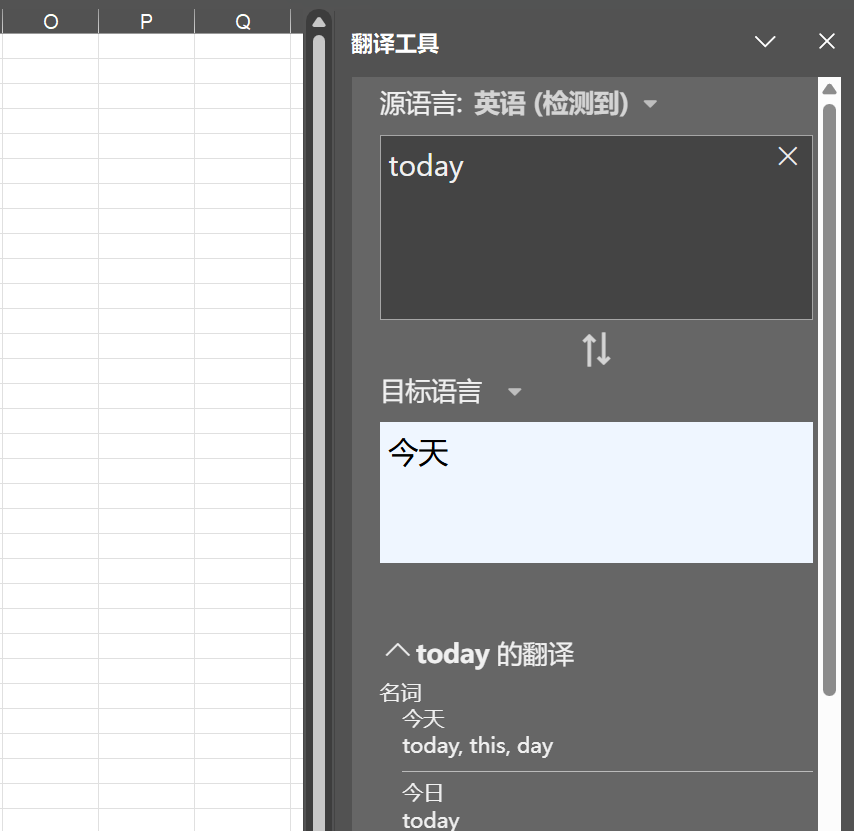 O P Q
翻译工具
源语言: 英语 (检测到)
today
目标语言
今天
today 的翻译
名词
今天
today, this, day
今日
today